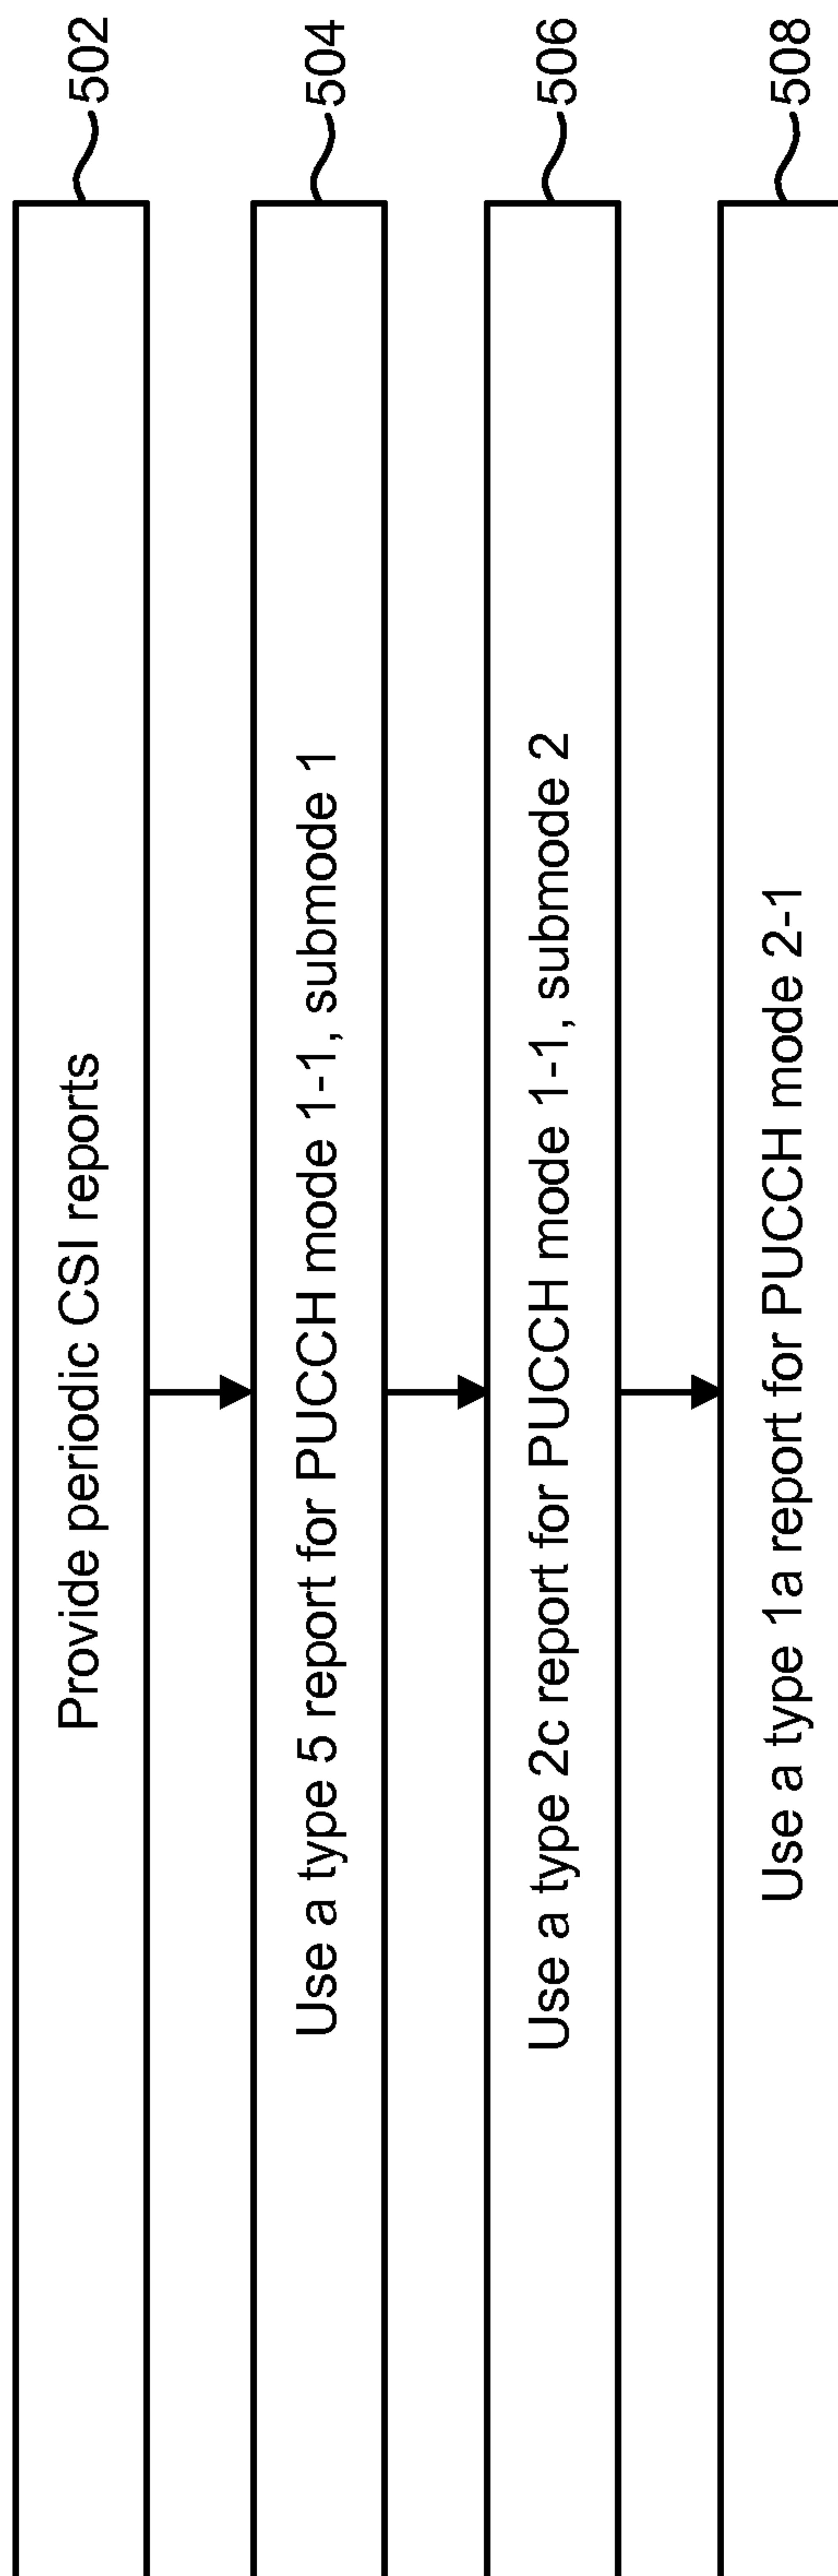 Provide periodic CSI reports
502
Use a type 5 report for PUCCH mode 1-1, submode 1
504
Use a type 2c report for PUCCH mode 1-1, submode 2
506
Use a type 1a report for PUCCH mode 2-1
508